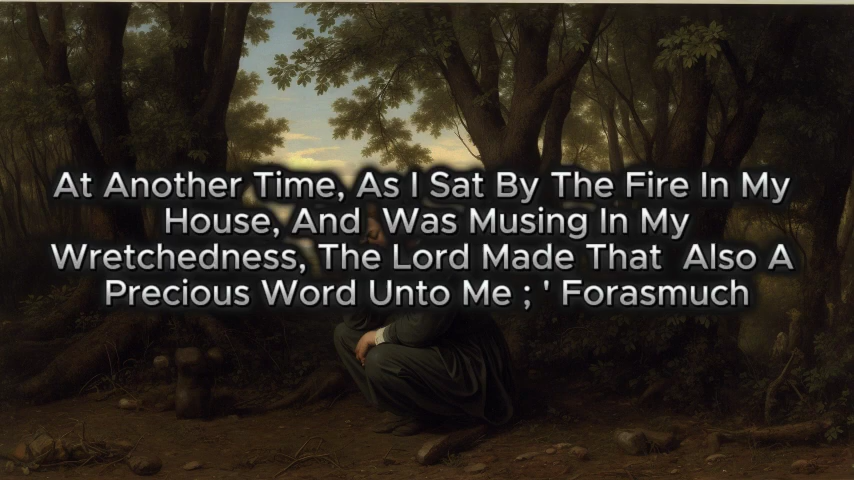 At Another Time, As I Sat By The Fire In My
House, And  Was Musing In My
Wretchedness, The Lord Made That  Also A
Precious Word Unto Me ; ' Forasmuch